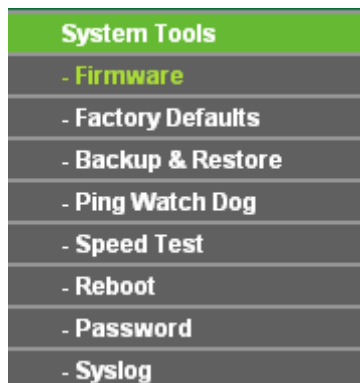 System Tools
- Firmware
- Factory Defaults
- Backup & Restore
- Ping Watch Dog
- Speed Test
- Reboot
- Password
- Syslog